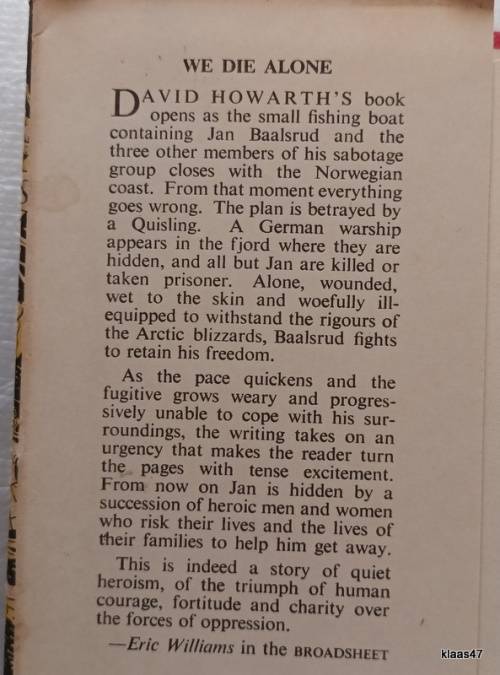 WE DIE ALONE
DAVID HOWARTH'S book
opens as the small fishing boat
containing Jan Baalsrud and the
three other members of his sabotage
group closes with the Norwegian
coast. From that moment everything
goes wrong. The plan is betrayed by
a Quisling. A German warship
appears in the fjord where they are
hidden, and all but Jan are killed or
taken prisoner. Alone, wounded,
wet to the skin and woefully ill-
equipped to withstand the rigours of
the Arctic blizzards, Baalsrud fights
to retain his freedom.
As the pace quickens and the
fugitive grows weary and progres-
sively unable to cope with his sur-
roundings, the writing takes on an
urgency that makes the reader turn
the pages with tense excitement.
From now on Jan is hidden by a
succession of heroic men and women
who risk their lives and the lives of
their families to help him get away.
This is indeed a story of quiet
heroism, of the triumph of human
courage, fortitude and charity over
the forces of oppression.
—Eric Williams in the BROADSHEET
klaas47